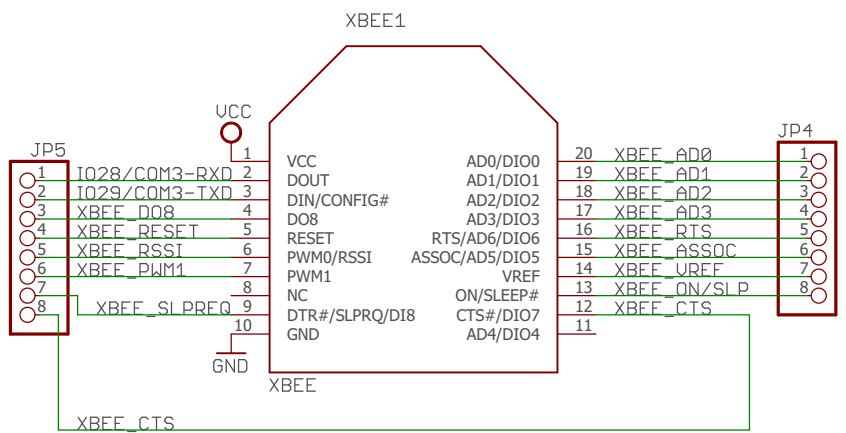 XBEE1
VCC
JP5
JP4
1 VCC AD0/DIO0 20 XBEE_AD0 1
1 IO28/COM3-RXD 2 DOUT AD1/DIO1 19 XBEE_AD1 2
2 IO29/COM3-TXD 3 DIN/CONFIG# AD2/DIO2 18 XBEE_AD2 3
3 XBEE_DO8 4 DO8 AD3/DIO3 17 XBEE_AD3 4
4 XBEE_RESET 5 RESET RTS/AD6/DIO6 16 XBEE_RTS 5
5 XBEE_RSSI 6 PWM0/RSSI ASSOC/AD5/DIO5 15 XBEE_ASSOC 6
6 XBEE_PWM1 7 PWM1 VREF 14 XBEE_VREF 7
7 8 NC ON/SLEEP# 13 XBEE_ON/SLP 8
8 XBEE_SLPREQ 9 DTR#/SLPRQ/DI8 CTS#/DIO7 12 XBEE_CTS
10 GND AD4/DIO4 11
GND
XBEE
XBEE_CTS